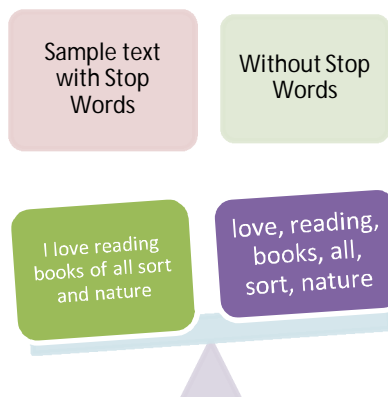 Sample text
with Stop
Words
Without Stop
Words
I love reading
books of all sort
and nature
love, reading,
books, all,
sort, nature